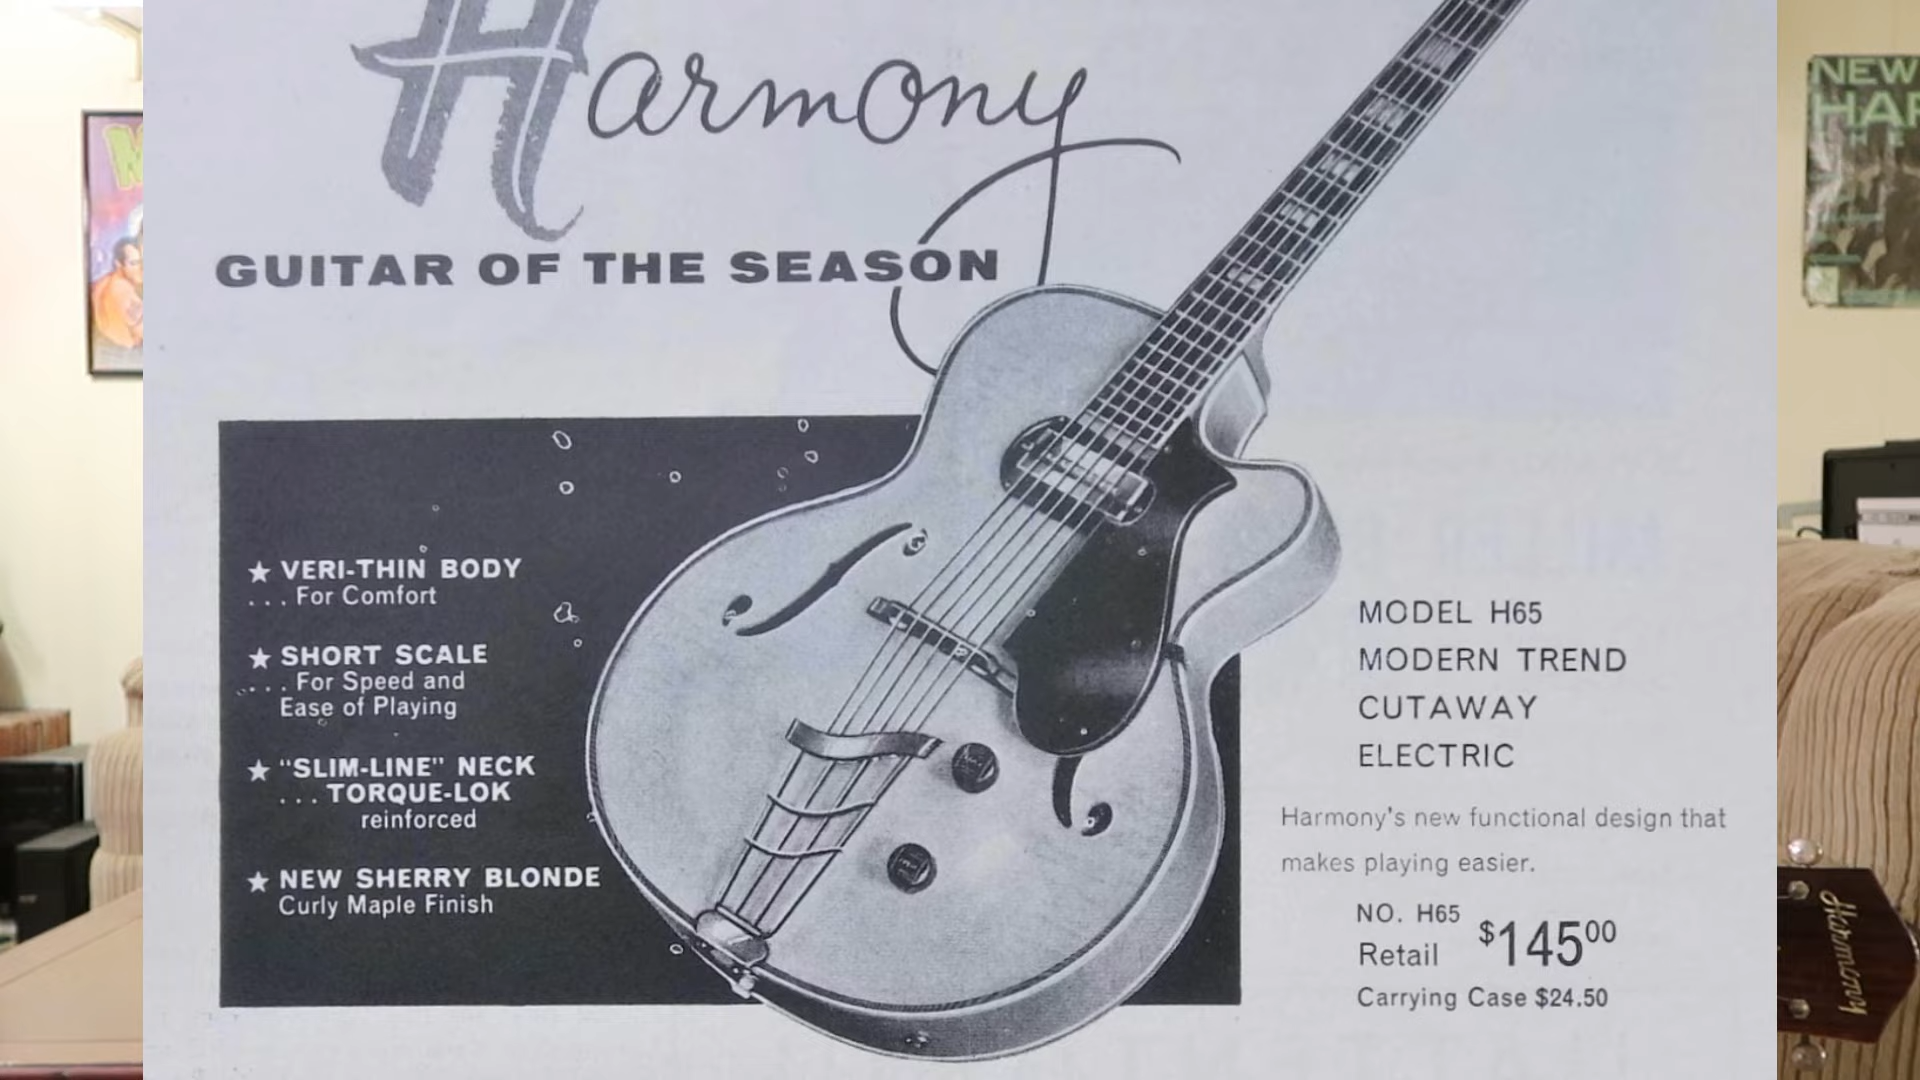 Harmony
GUITAR OF THE SEASON
★ VERI-THIN BODY
... For Comfort
★ SHORT SCALE
.... For Speed and
Ease of Playing
★ "SLIM-LINE" NECK
... TORQUE-LOK
reinforced
★ NEW SHERRY BLONDE
Curly Maple Finish
MODEL H65
MODERN TREND
CUTAWAY
ELECTRIC
Harmony's new functional design that
makes playing easier.
NO. H65
Retail $145.00
Carrying Case $24.50
NEW
HAR
Harmony